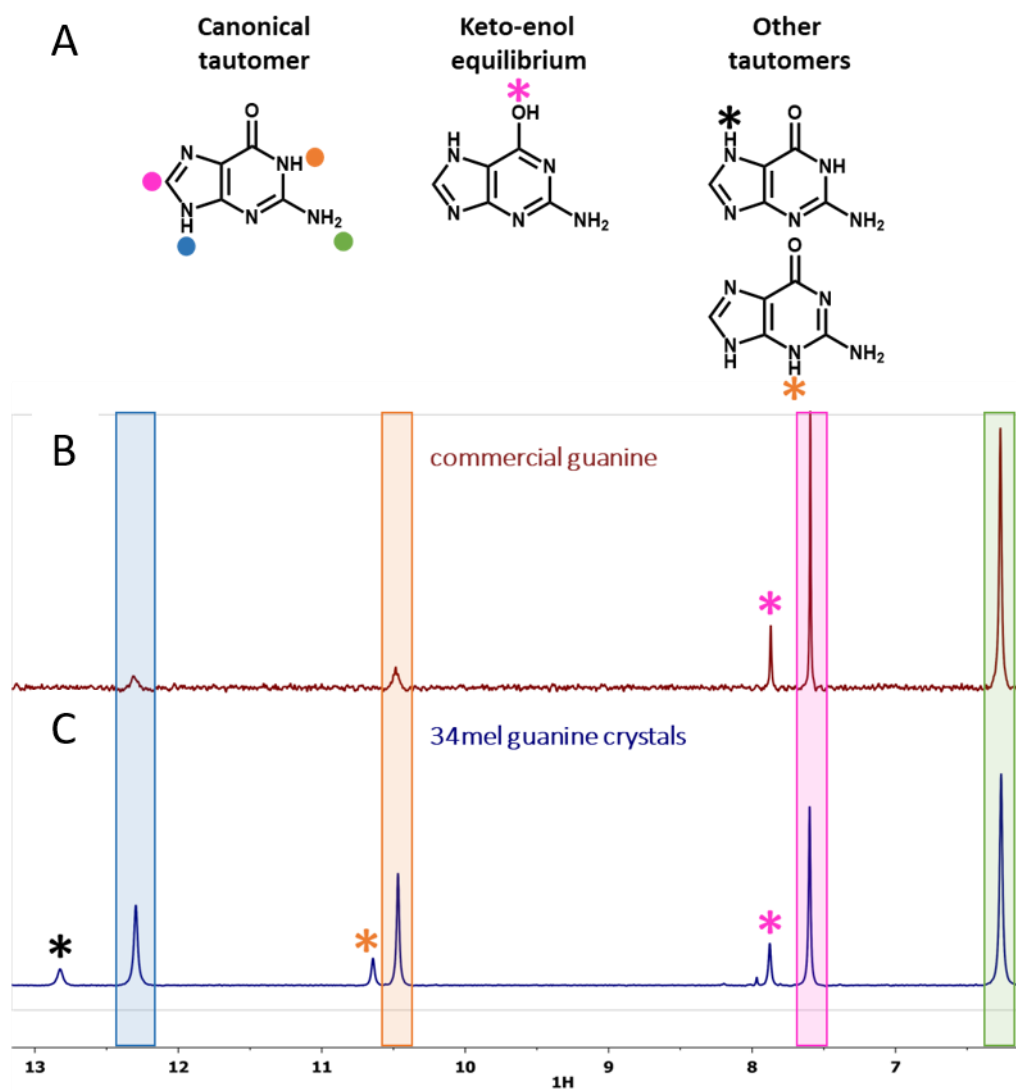 A
Canonical
tautomer
Keto-enol
equilibrium
Other
tautomers
*
O
N
NH
N
H
N
NH₂
OH
H
N
N
N
N
NH₂
*
O
H
N
NH
N
N
NH₂
O
N
N
N
H
N
H
NH₂
*
B
commercial guanine
*
C
34mel guanine crystals
*
*
*
13
12
11
10
9
8
7
1H